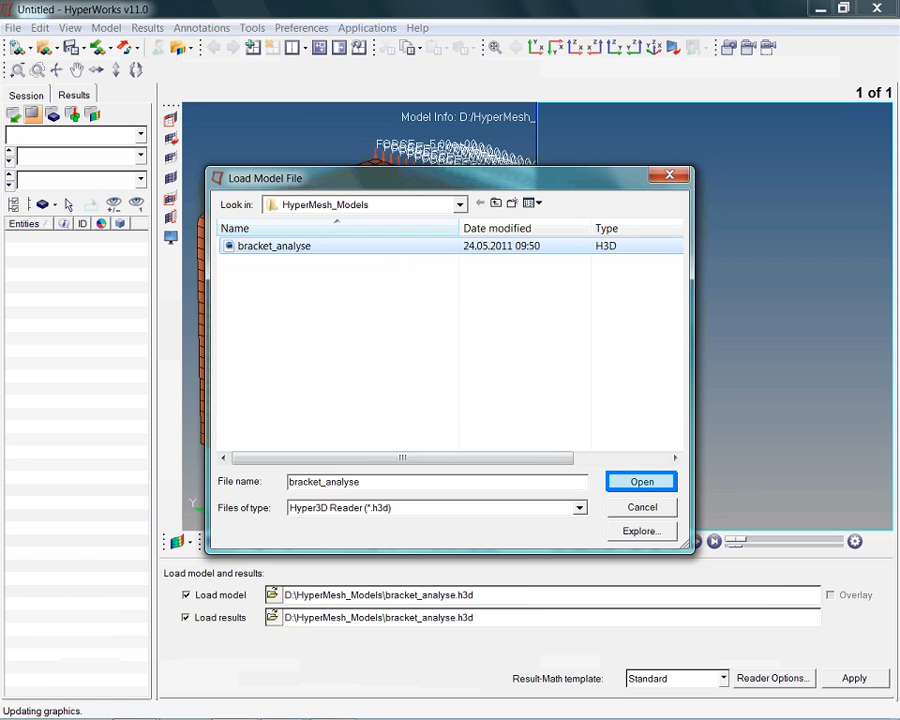 Untitled - HyperWorks v11.0
File Edit View Model Results Annotations Tools Preferences Applications Help
Session Results
1 of 1
Model Info: D:/HyperMesh_
Load Model File
Look in: HyperMesh_Models
Name Date modified Type
bracket_analyse 24.05.2011 09:50 H3D
Entities ID
File name: bracket_analyse Open
Files of type: Hyper3D Reader (*.h3d) Cancel
Explore...
Y
Load model and results:
Load model D:\HyperMesh_Models\bracket_analyse.h3d Overlay
Load results D:\HyperMesh_Models\bracket_analyse.h3d
Result-Math template: Standard Reader Options... Apply
Updating graphics.